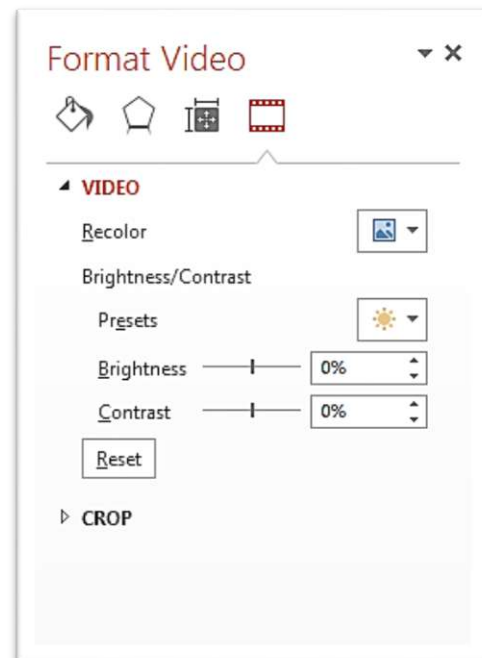 Format Video
VIDEO
Recolor
Brightness/Contrast
Presets
Brightness 0%
Contrast 0%
Reset
CROP